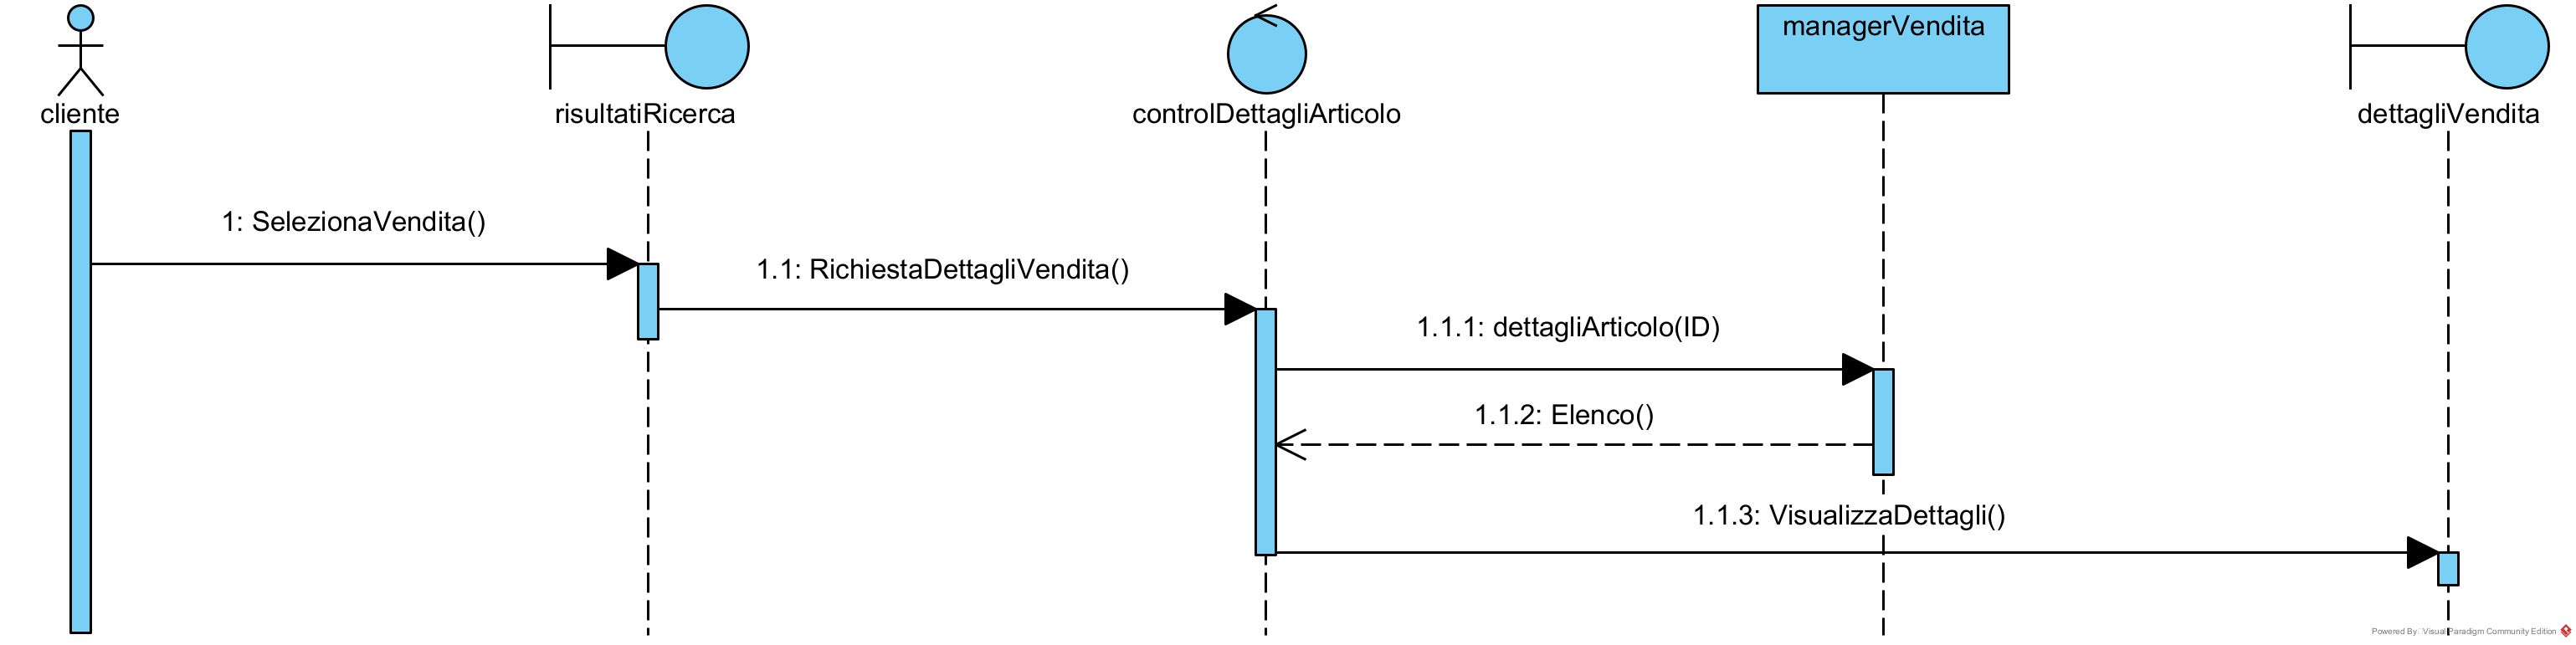 cliente
risultatiRicerca
controlDettagliArticolo
managerVendita
dettagliVendita
1: SelezionaVendita()
1.1: RichiestaDettagliVendita()
1.1.1: dettagliArticolo(ID)
1.1.2: Elenco()
1.1.3: VisualizzaDettagli()
Powered By Visual Paradigm Community Edition